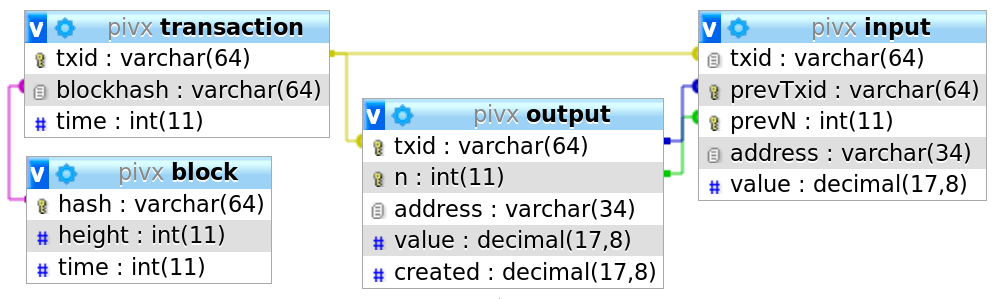 v pivx transaction
txid : varchar(64)
blockhash : varchar(64)
# time : int(11)
v pivx block
hash : varchar(64)
# height : int(11)
# time : int(11)
v pivx output
txid : varchar(64)
n : int(11)
address : varchar(34)
# value : decimal(17,8)
# created : decimal(17,8)
v pivx input
txid : varchar(64)
prevTxid : varchar(64)
prevN : int(11)
address : varchar(34)
# value : decimal(17,8)